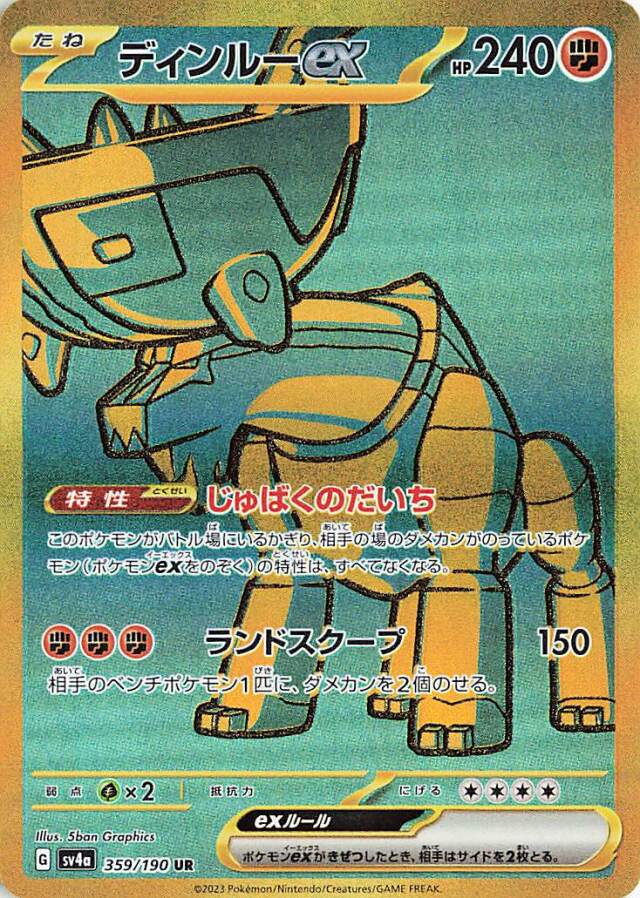 たね
ディンルーex
HP240
特性 とくせい
じゅばくのだいち
このポケモンがバトル場にいるかぎり、相手の場のダメカンがのっているポケ
モン(ポケモンexをのぞく)の特性は、すべてなくなる。
ランドスクープ 150
相手のベンチポケモン1匹に、ダメカンを2個のせる。
弱点 ×2 抵抗力 にげる
exルール
ポケモンexがきぜつしたとき、相手はサイドを2枚とる。
Illus. 5ban Graphics
G sv4a 359/190 UR
©2023 Pokémon/Nintendo/Creatures/GAME FREAK.